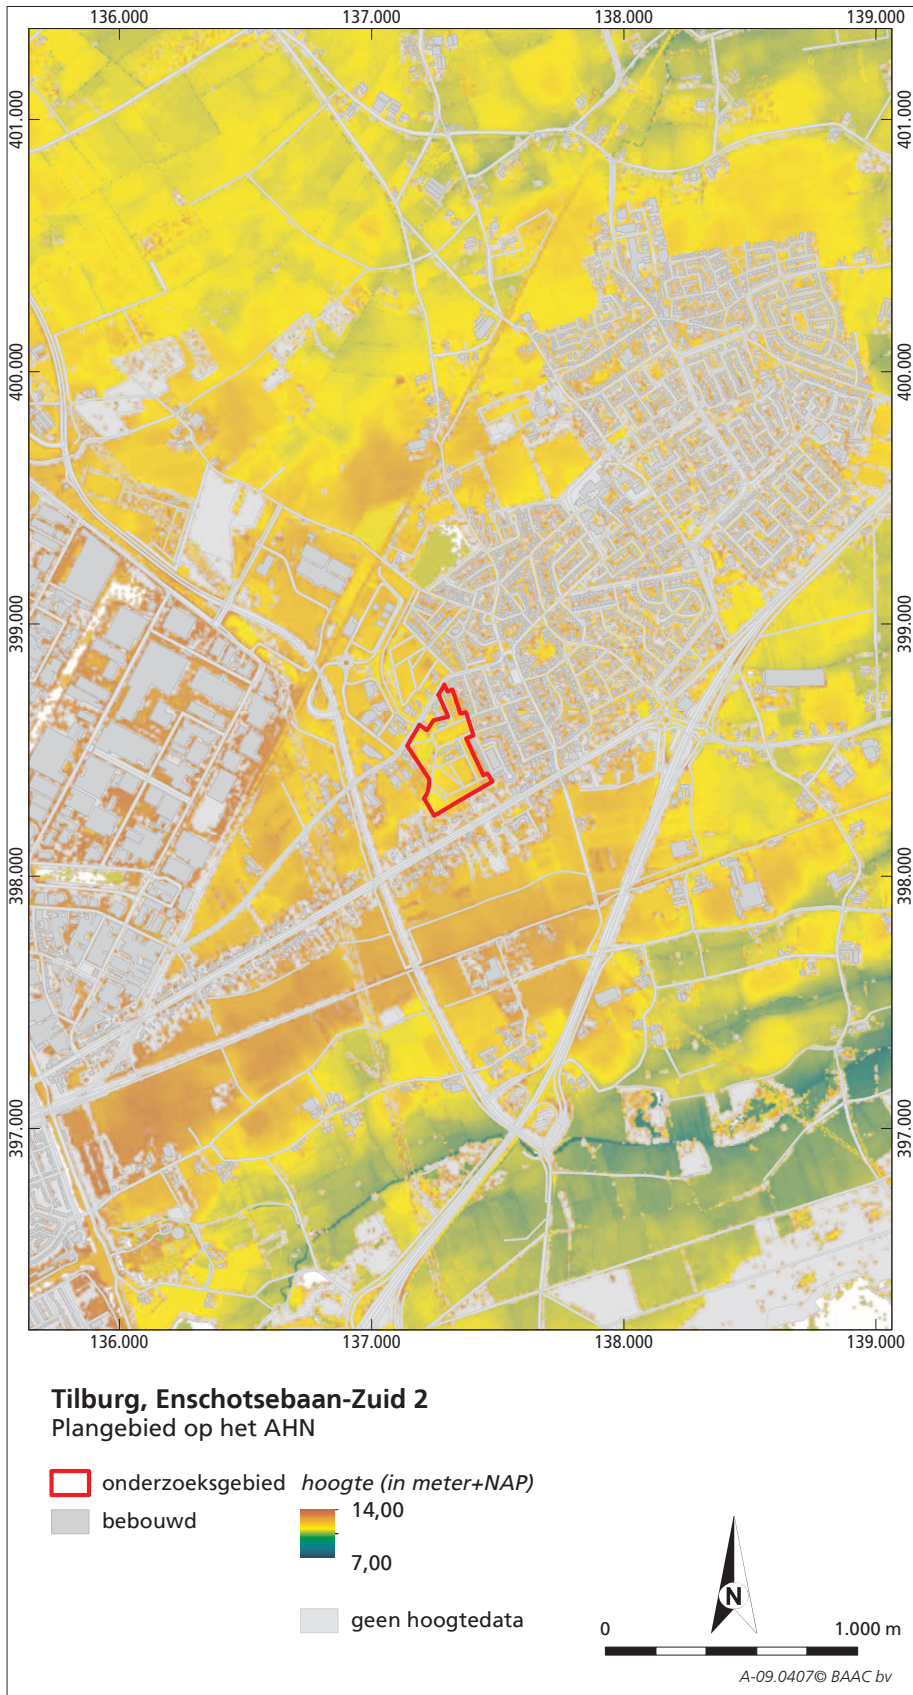 136.000 137.000 138.000 139.000
401.000 401.000
400.000 400.000
399.000 399.000
398.000 398.000
397.000 397.000
136.000 137.000 138.000 139.000
Tilburg, Enschotsebaan-Zuid 2
Plangebied op het AHN
onderzoeksgebied hoogte (in meter+NAP)
bebouwd 14,00
7,00
geen hoogtedata
N
0 1.000 m
A-09.0407© BAAC bv